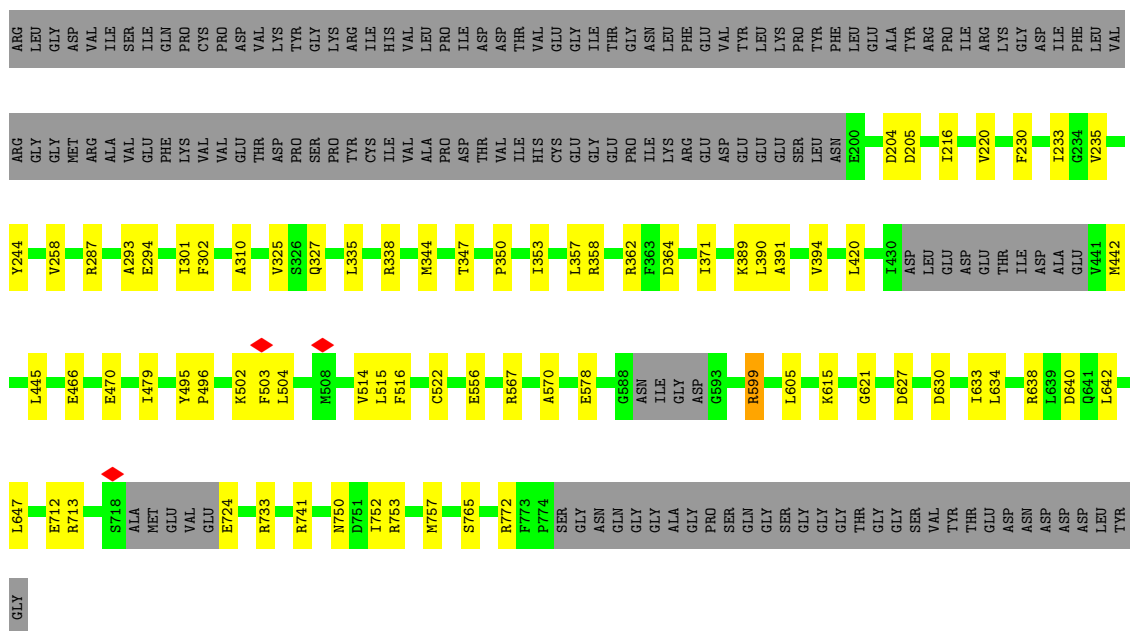 ARG LEU GLY ASP VAL ILE SER ILE GLN PRO CYS PRO ASP VAL LYS TYR GLY LYS ARG ILE HIS VAL LEU PRO ILE ASP ASP THR VAL GLU GLY ILE THR GLY ASN LEU PHE GLU VAL TYR LEU LYS PRO TYR PHE LEU GLU ALA TYR ARG PRO ILE ARG LYS GLY ASP ILE PHE LEU VAL
ARG GLY GLY MET ARG ALA VAL GLU PHE LYS VAL VAL GLU THR ASP PRO SER PRO TYR CYS ILE VAL ALA PRO ASP THR VAL ILE HIS CYS GLU GLY GLU PRO ILE LYS ARG GLU ASP GLU GLU GLU SER LEU ASN E200 D204 D205 I216 V220 F230 I233 G234 V235
Y244 V258 R287 A293 E294 I301 F302 A310 V325 S326 Q327 L335 R338 M344 T347 P350 I353 L357 R358 R362 F363 D364 I371 K389 L390 A391 V394 L420 I430 ASP LEU GLU ASP GLU THR ILE ASP ALA GLU V441 M442
L445 E466 E470 I479 Y495 P496 K502 F503 L504 M508 V514 L515 F516 C522 E556 R567 A570 E578 G588 ASN ILE GLY ASP G593 R599 L605 K615 G621 D627 D630 I633 L634 R638 L639 D640 Q641 L642
L647 E712 R713 S718 ALA MET GLU VAL GLU E724 R733 R741 N750 D751 I752 R753 M757 S765 R772 F773 P774 SER GLY ASN GLN GLY GLY ALA GLY PRO SER GLN GLY SER GLY GLY GLY THR GLY GLY SER VAL TYR THR GLU ASP ASN ASP ASP ASP LEU TYR
GLY